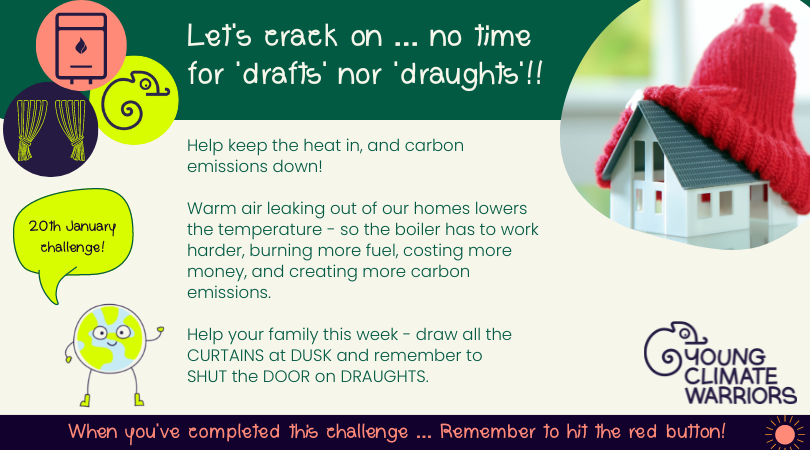 Let's crack on ... no time
for 'drafts' nor 'draughts'!!
Help keep the heat in, and carbon
emissions down!
Warm air leaking out of our homes lowers
the temperature - so the boiler has to work
harder, burning more fuel, costing more
money, and creating more carbon
emissions.
20th January
challenge!
Help your family this week - draw all the
CURTAINS at DUSK and remember to
SHUT the DOOR on DRAUGHTS.
YOUNG
CLIMATE
WARRIORS
When you've completed this challenge ... Remember to hit the red button!